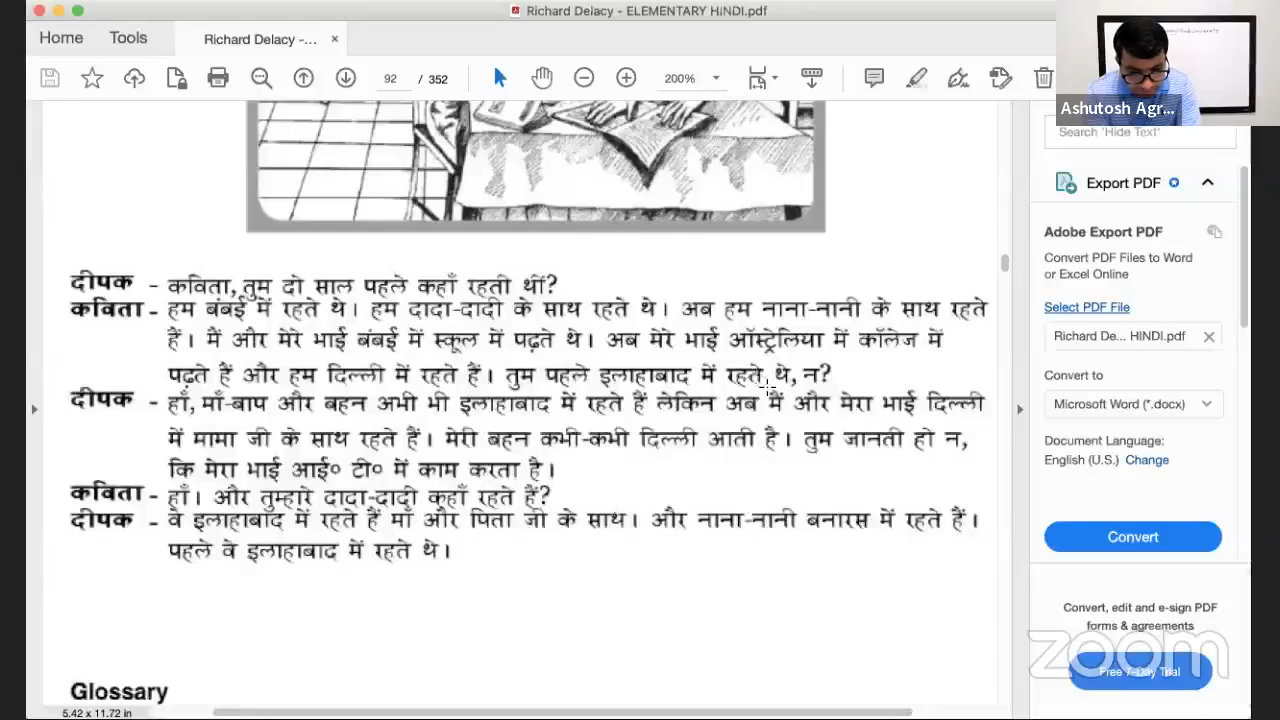 Richard Delacy - ELEMENTARY HINDI.pdf
Home
Tools
Richard Delacy -...
×
92 / 352
200%
Ashutosh Agr...
Search 'Hide Text'
Export PDF
Adobe Export PDF
Convert PDF Files to Word
or Excel Online
Select PDF File
Richard De... HINDI.pdf
Convert to
Microsoft Word (*.docx)
Document Language:
English (U.S.) Change
Convert
Convert, edit and e-sign PDF
forms & agreements
Free 7-Day Trial
zoom
दीपक - कविता, तुम दो साल पहले कहाँ रहती थीं?
कविता - हम बंबई में रहते थे। हम दादा-दादी के साथ रहते थे। अब हम नाना-नानी के साथ रहते
हैं। मैं और मेरे भाई बंबई में स्कूल में पढ़ते थे। अब मेरे भाई ऑस्ट्रेलिया में कॉलेज में
पढ़ते हैं और हम दिल्ली में रहते हैं। तुम पहले इलाहाबाद में रहते थे, न?
दीपक - हाँ, माँ-बाप और बहन अभी भी इलाहाबाद में रहते हैं लेकिन अब मैं और मेरा भाई दिल्ली
में मामा जी के साथ रहते हैं। मेरी बहन कभी-कभी दिल्ली आती है। तुम जानती हो न,
कि मेरा भाई आई० टी० में काम करता है।
कविता - हाँ। और तुम्हारे दादा-दादी कहाँ रहते हैं?
दीपक - वे इलाहाबाद में रहते हैं माँ और पिता जी के साथ। और नाना-नानी बनारस में रहते हैं।
पहले वे इलाहाबाद में रहते थे।
Glossary
5.42 x 11.72 in